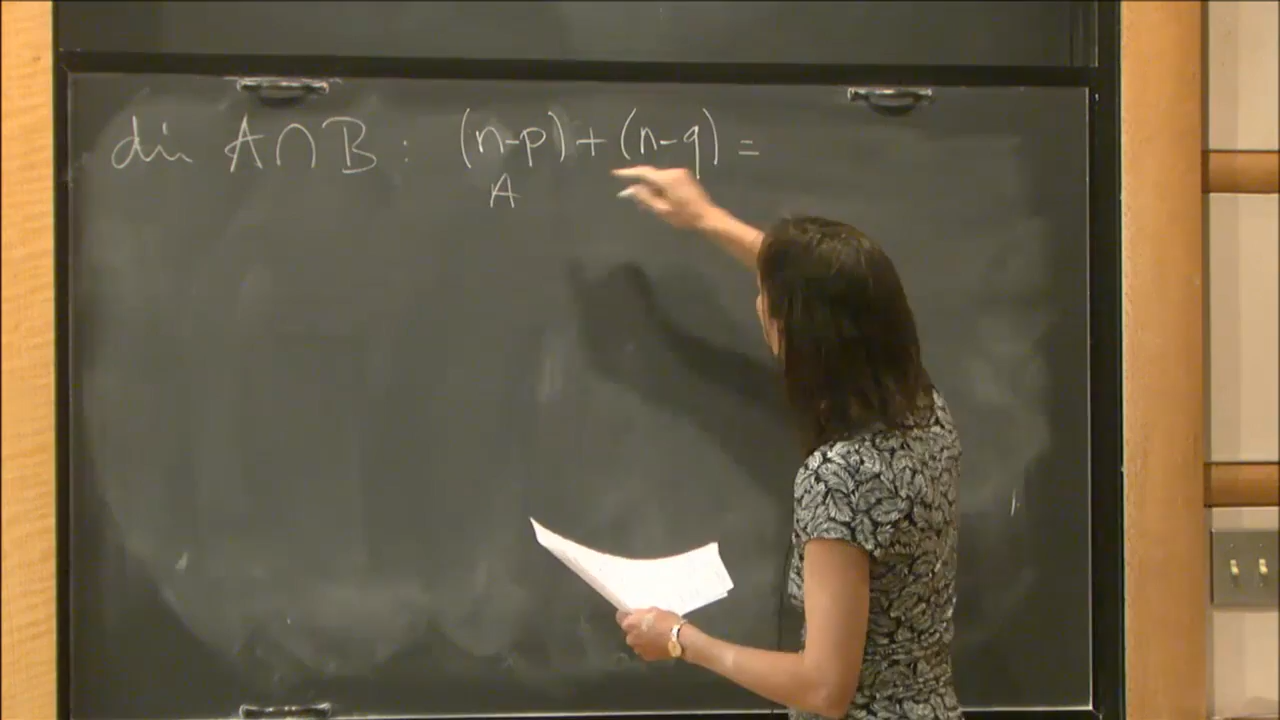 dim A∩B : (n-p) + (n-q) =
A